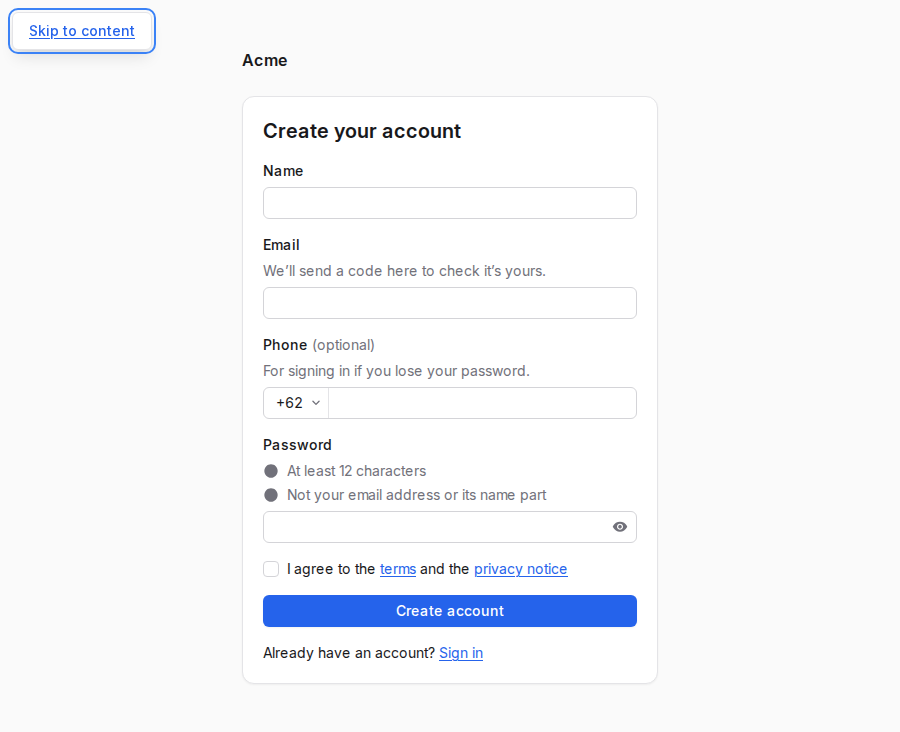 Skip to content
Acme
Create your account
Name
Email
We’ll send a code here to check it’s yours.
Phone (optional)
For signing in if you lose your password.
+62
Password
At least 12 characters
Not your email address or its name part
I agree to the terms and the privacy notice
Create account
Already have an account? Sign in